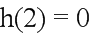 h(2) = 0